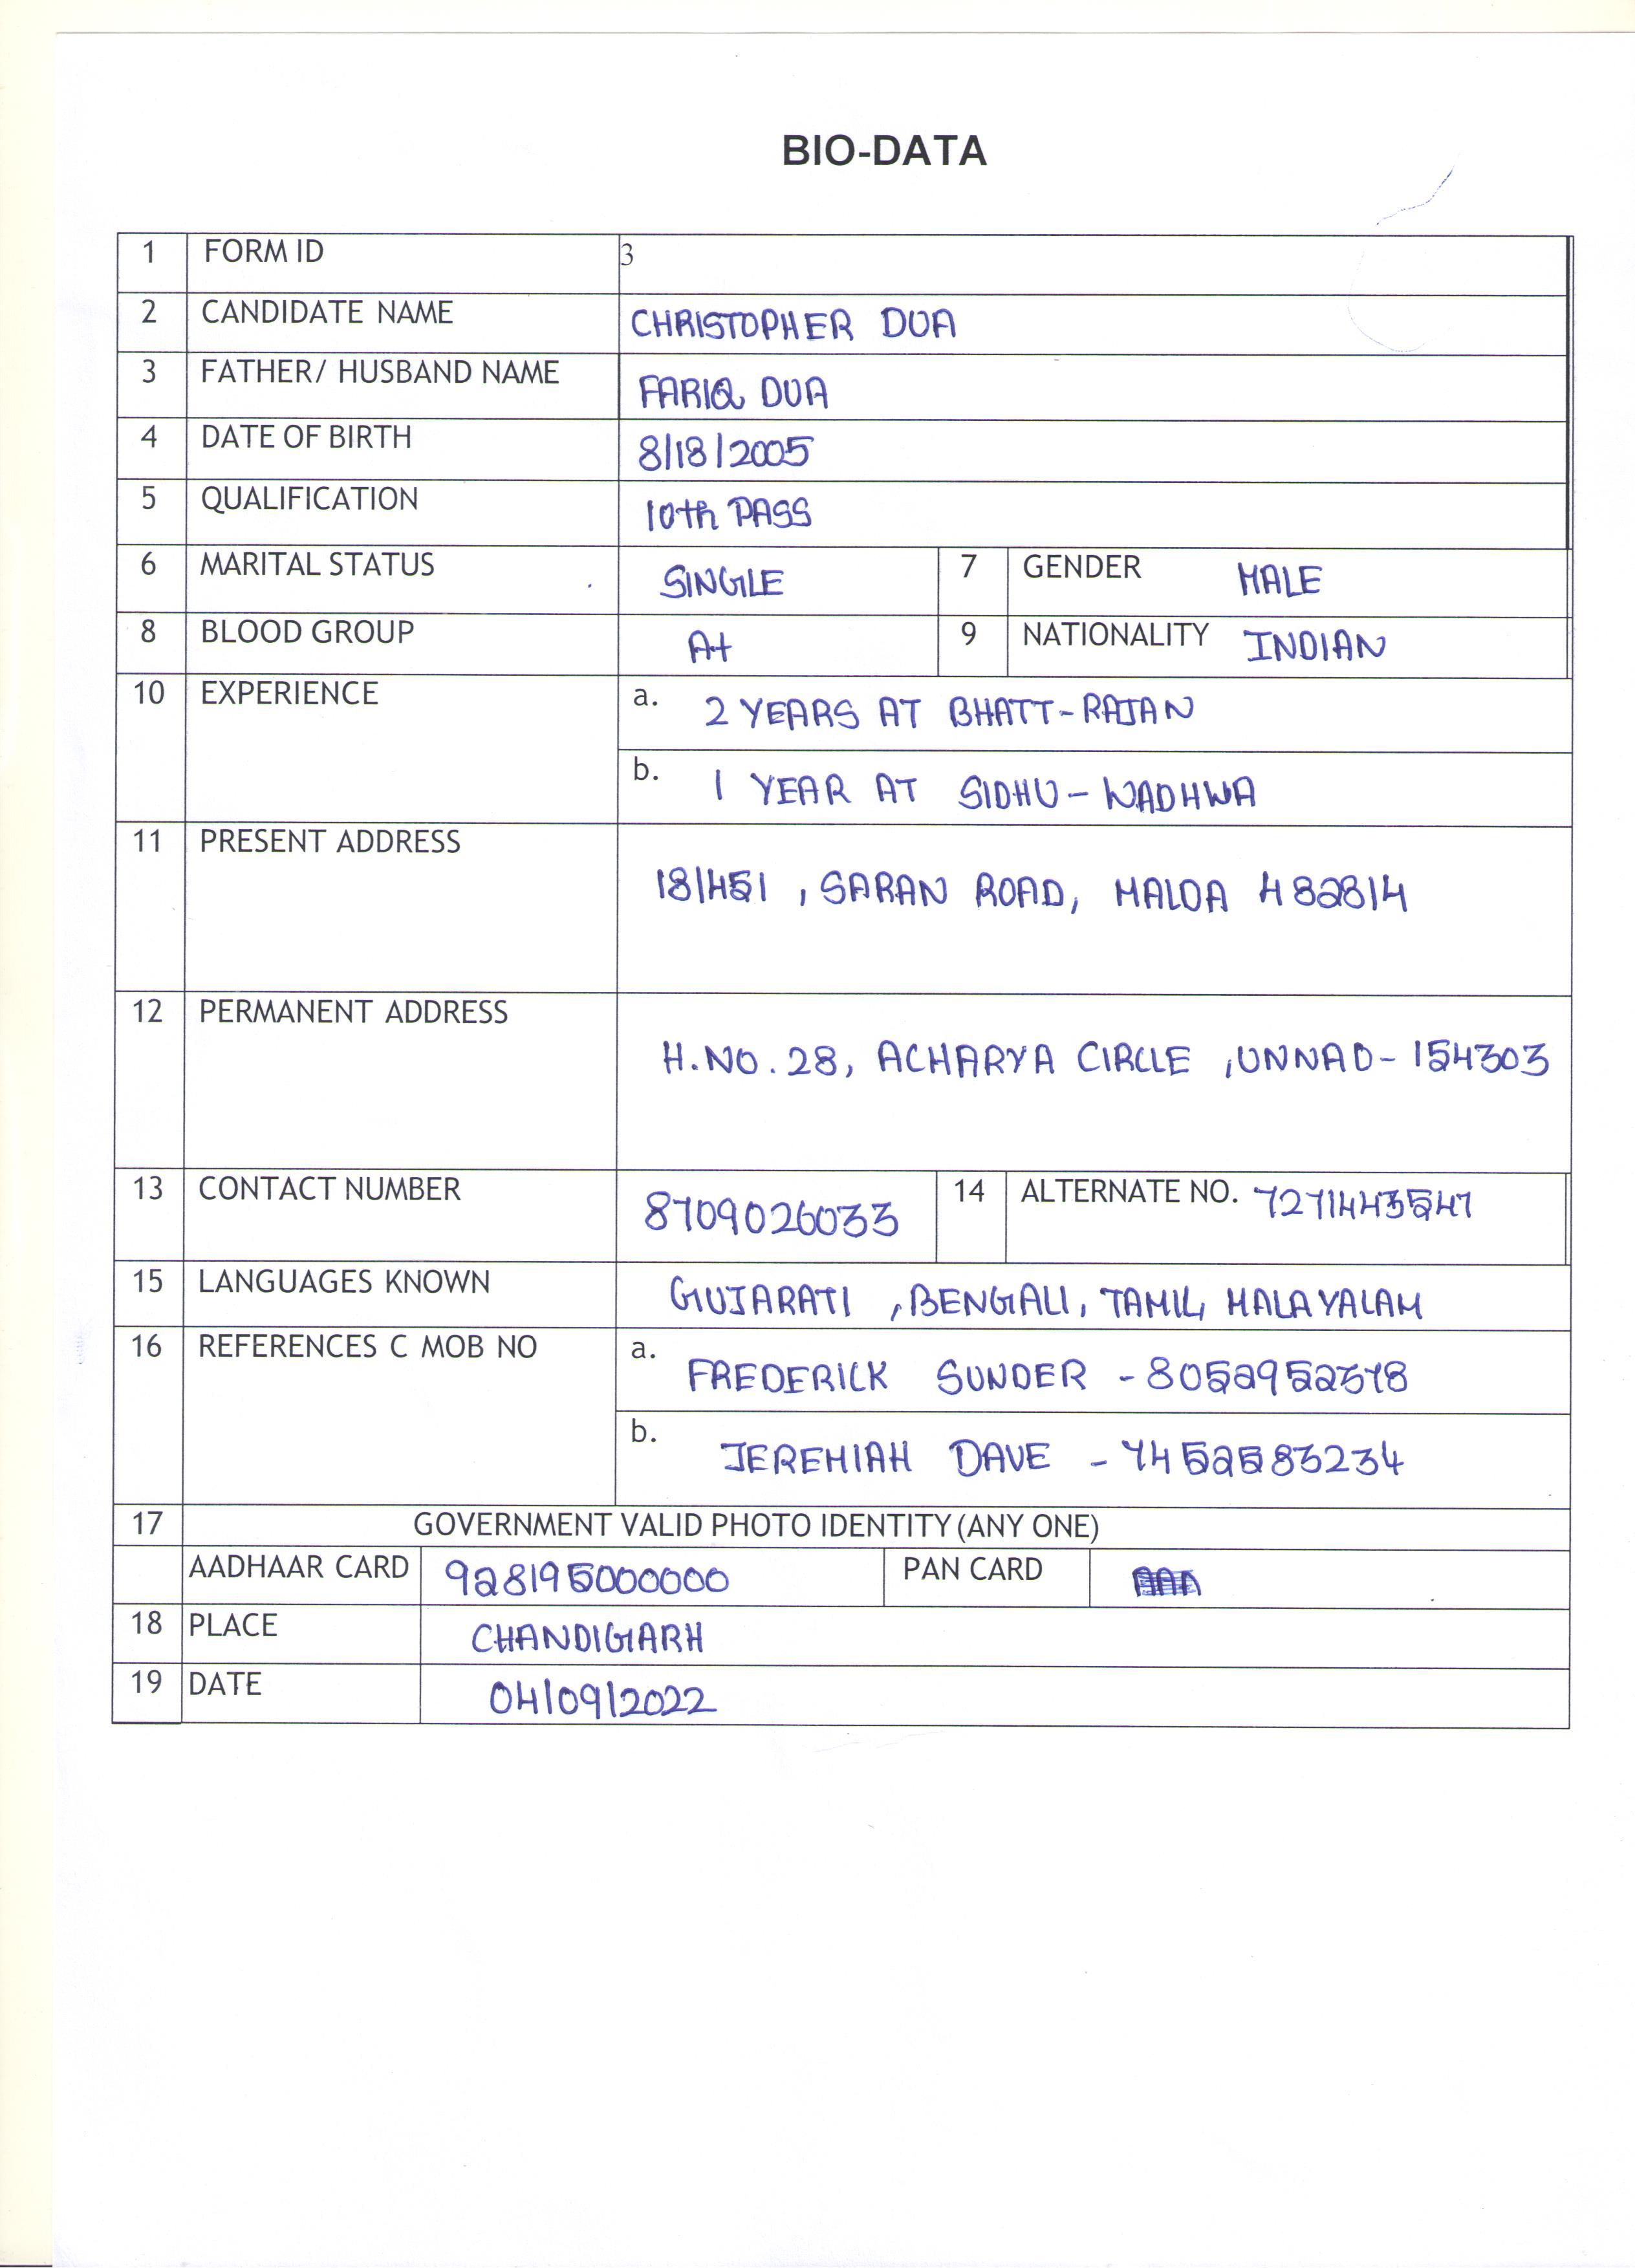 BIO-DATA
1 FORM ID 3
2 CANDIDATE NAME CHRISTOPHER DUA
3 FATHER/ HUSBAND NAME FARIQ DUA
4 DATE OF BIRTH 8/18/2005
5 QUALIFICATION 10th PASS
6 MARITAL STATUS SINGLE 7 GENDER MALE
8 BLOOD GROUP A+ 9 NATIONALITY INDIAN
10 EXPERIENCE a. 2 YEARS AT BHATT-RAJAN
b. 1 YEAR AT SIDHU-WADHWA
11 PRESENT ADDRESS
181451 , SARAN ROAD, MALDA 482814
12 PERMANENT ADDRESS
H.NO. 28, ACHARYA CIRCLE ,UNNAO- 154303
13 CONTACT NUMBER 8709026033 14 ALTERNATE NO. 7271443547
15 LANGUAGES KNOWN GUJARATI , BENGALI, TAMIL, MALAYALAM
16 REFERENCES C MOB NO a. FREDERICK SUNDER - 8052952378
b. JEREMIAH DAVE - 7452583234
17 GOVERNMENT VALID PHOTO IDENTITY (ANY ONE)
AADHAAR CARD 928195000000 PAN CARD
18 PLACE CHANDIGARH
19 DATE 04/09/2022